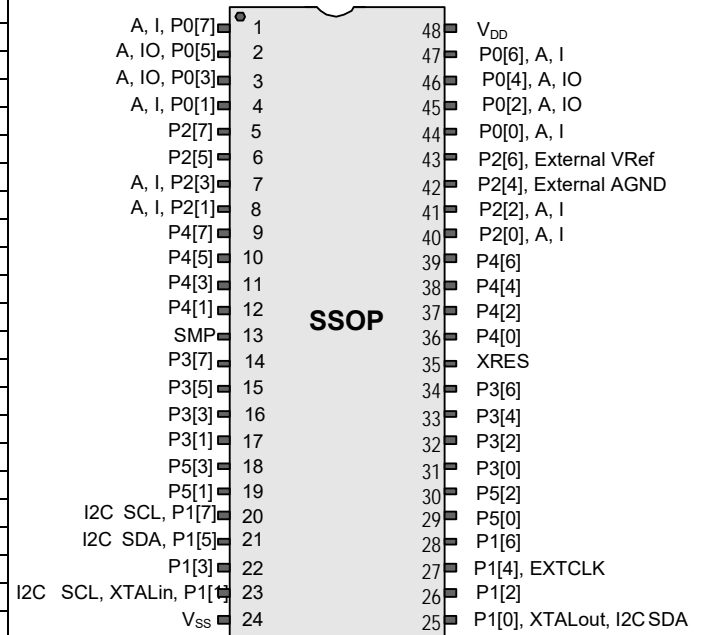 A, I, P0[7] 1 48 VDD
A, IO, P0[5] 2 47 P0[6], A, I
A, IO, P0[3] 3 46 P0[4], A, IO
A, I, P0[1] 4 45 P0[2], A, IO
P2[7] 5 44 P0[0], A, I
P2[5] 6 43 P2[6], External VRef
A, I, P2[3] 7 42 P2[4], External AGND
A, I, P2[1] 8 41 P2[2], A, I
P4[7] 9 40 P2[0], A, I
P4[5] 10 39 P4[6]
P4[3] 11 38 P4[4]
P4[1] 12 37 P4[2]
SSOP
SMP 13 36 P4[0]
P3[7] 14 35 XRES
P3[5] 15 34 P3[6]
P3[3] 16 33 P3[4]
P3[1] 17 32 P3[2]
P5[3] 18 31 P3[0]
P5[1] 19 30 P5[2]
I2C SCL, P1[7] 20 29 P5[0]
I2C SDA, P1[5] 21 28 P1[6]
P1[3] 22 27 P1[4], EXTCLK
I2C SCL, XTALin, P1[1] 23 26 P1[2]
VSS 24 25 P1[0], XTALout, I2C SDA